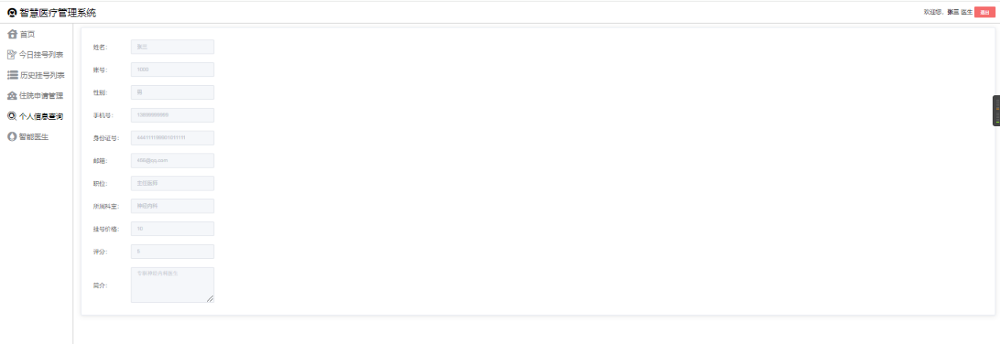 智慧医疗管理系统
欢迎您、张三 医生 退出
首页
今日挂号列表
历史挂号列表
住院申请管理
个人信息查询
智能医生
姓名: 张三
账号: 1000
性别: 男
手机号:
身份证号:
邮箱: 496@qq.com
职位: 主任医师
所属科室: 神经内科
挂号价格: 10
评分: 5
简介: 专家神经内科医生